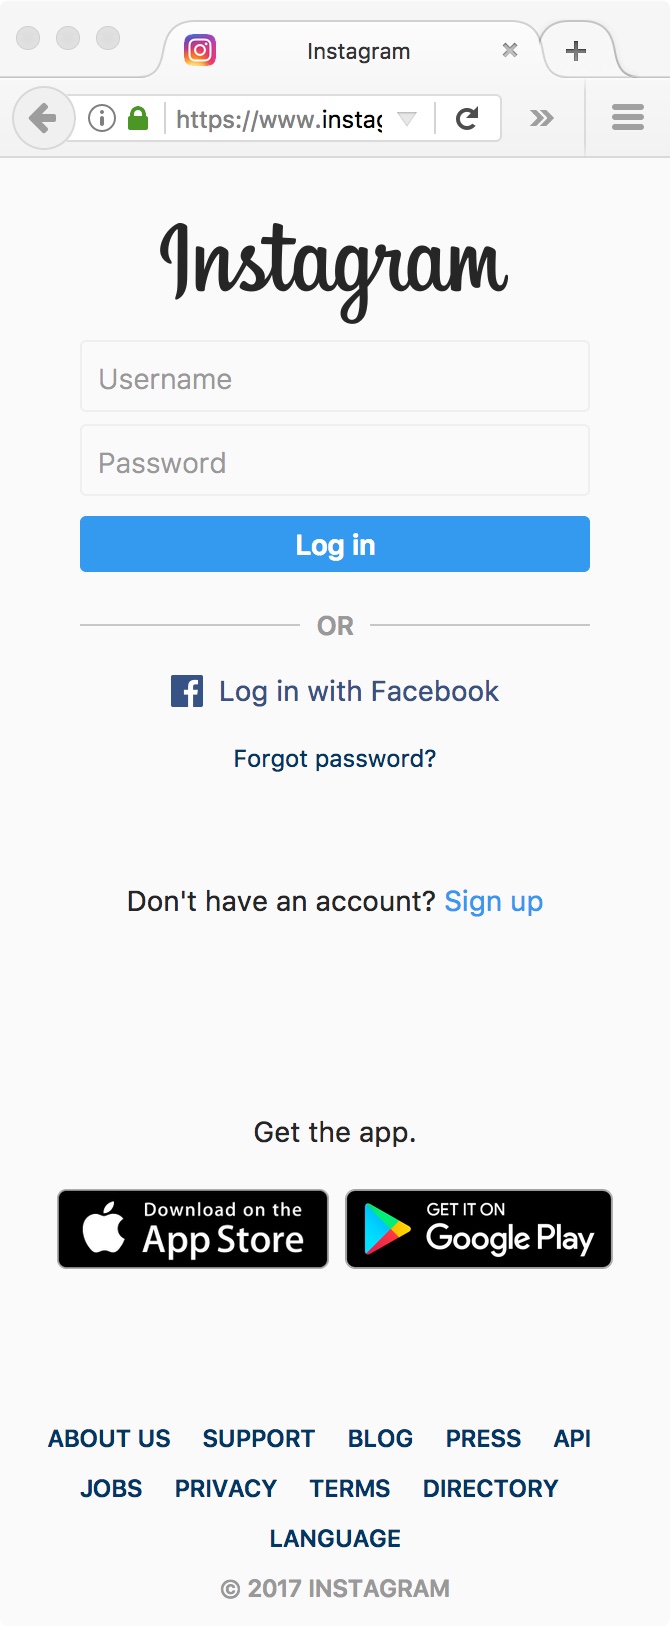 Instagram
https://www.instag
Instagram
Username
Password
Log in
OR
Log in with Facebook
Forgot password?
Don't have an account? Sign up
Get the app.
Download on the
App Store
GET IT ON
Google Play
ABOUT US SUPPORT BLOG PRESS API
JOBS PRIVACY TERMS DIRECTORY
LANGUAGE
© 2017 INSTAGRAM